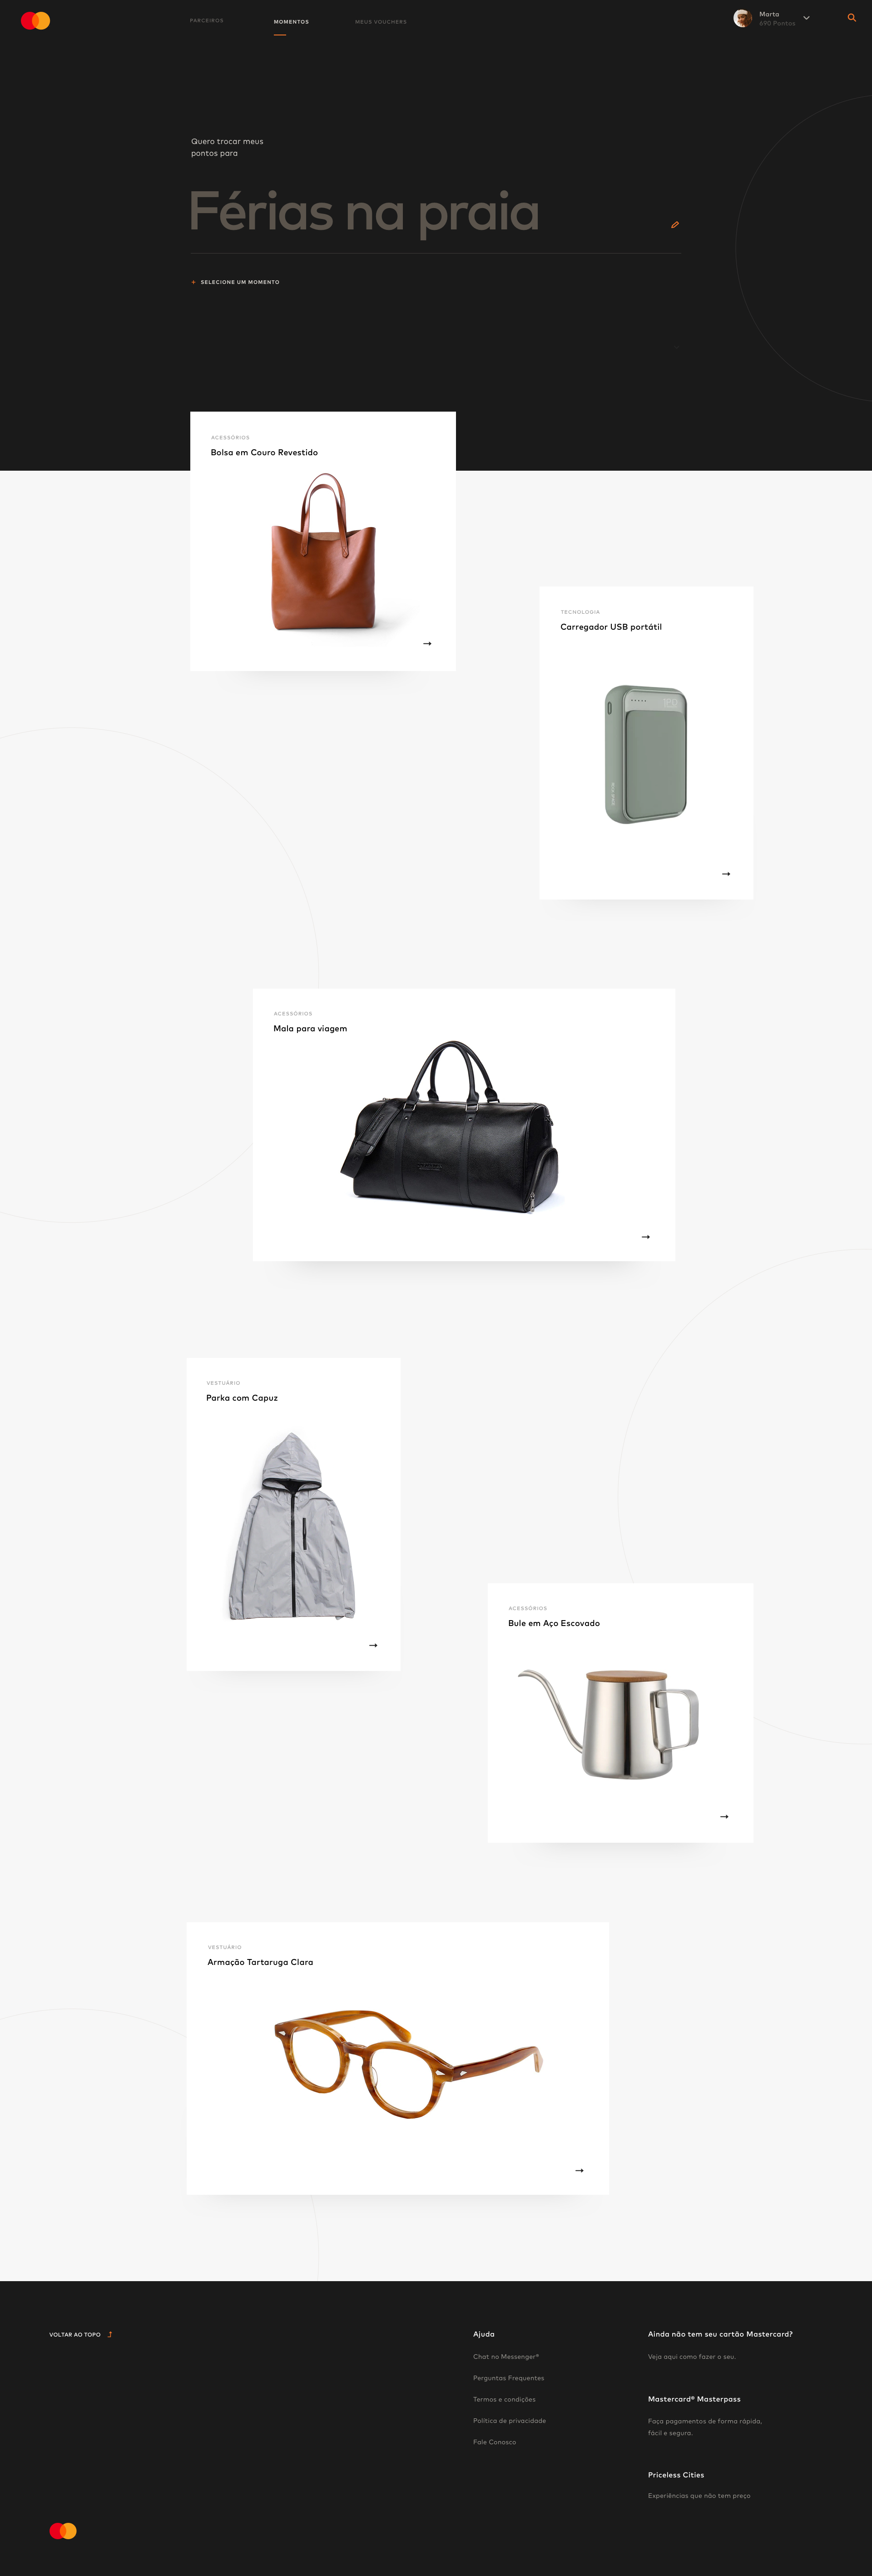 PARCEIROS
MOMENTOS
MEUS VOUCHERS
Marta
690 Pontos
Quero trocar meus
pontos para
Férias na praia
+ SELECIONE UM MOMENTO
ACESSÓRIOS
Bolsa em Couro Revestido
TECNOLOGIA
Carregador USB portátil
ACESSÓRIOS
Mala para viagem
VESTUÁRIO
Parka com Capuz
ACESSÓRIOS
Bule em Aço Escovado
VESTUÁRIO
Armação Tartaruga Clara
VOLTAR AO TOPO
Ajuda
Chat no Messenger®
Perguntas Frequentes
Termos e condições
Política de privacidade
Fale Conosco
Ainda não tem seu cartão Mastercard?
Veja aqui como fazer o seu.
Mastercard® Masterpass
Faça pagamentos de forma rápida,
fácil e segura.
Priceless Cities
Experiências que não tem preço